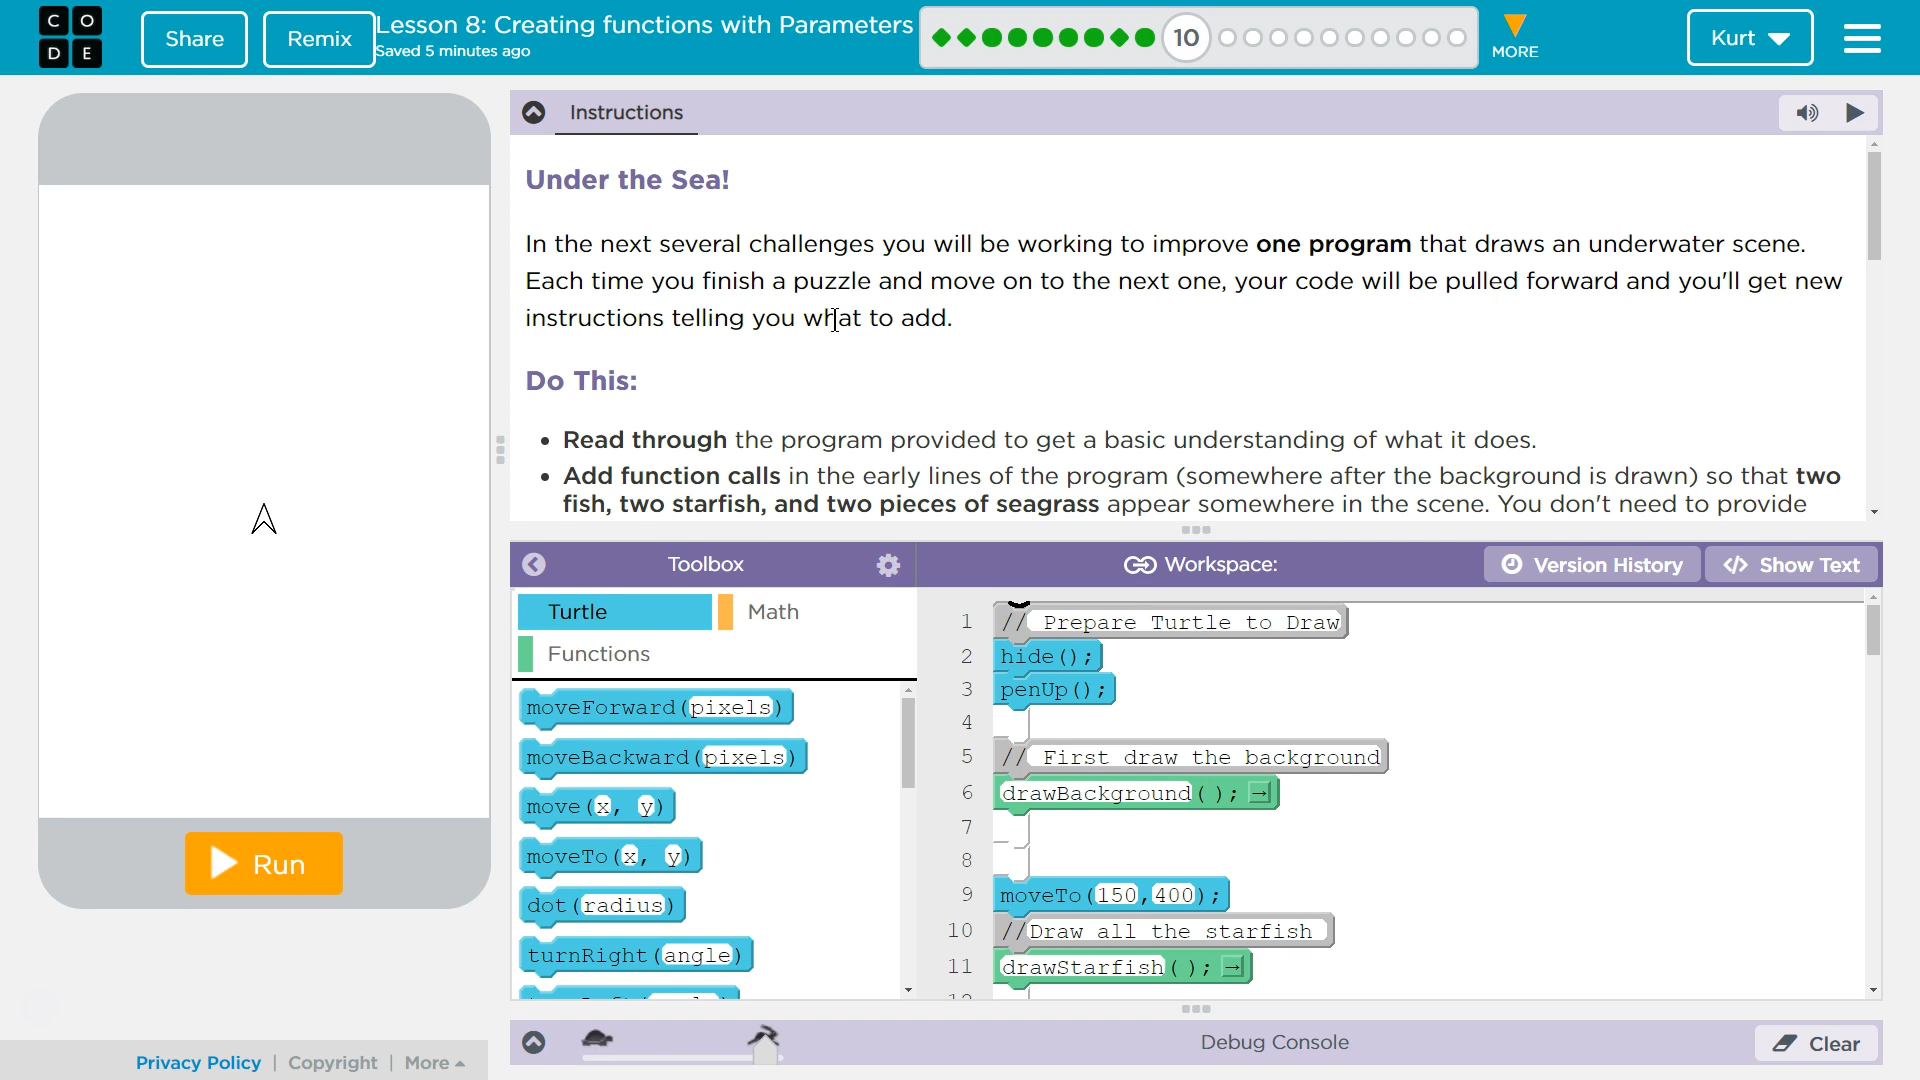 C O
D E
Share
Remix
Lesson 8: Creating functions with Parameters
Saved 5 minutes ago
10
MORE
Kurt
Instructions
Under the Sea!
In the next several challenges you will be working to improve one program that draws an underwater scene.
Each time you finish a puzzle and move on to the next one, your code will be pulled forward and you'll get new
instructions telling you what to add.
Do This:
• Read through the program provided to get a basic understanding of what it does.
• Add function calls in the early lines of the program (somewhere after the background is drawn) so that two
fish, two starfish, and two pieces of seagrass appear somewhere in the scene. You don't need to provide
Toolbox
Workspace:
Version History
</> Show Text
Turtle
Math
Functions
moveForward(pixels)
moveBackward(pixels)
move(x, y)
moveTo(x, y)
dot(radius)
turnRight(angle)
1 // Prepare Turtle to Draw
2 hide();
3 penUp();
4
5 // First draw the background
6 drawBackground();
7
8
9 moveTo(150,400);
10 //Draw all the starfish
11 drawStarfish();
12
Run
Debug Console
Clear
Privacy Policy | Copyright | More